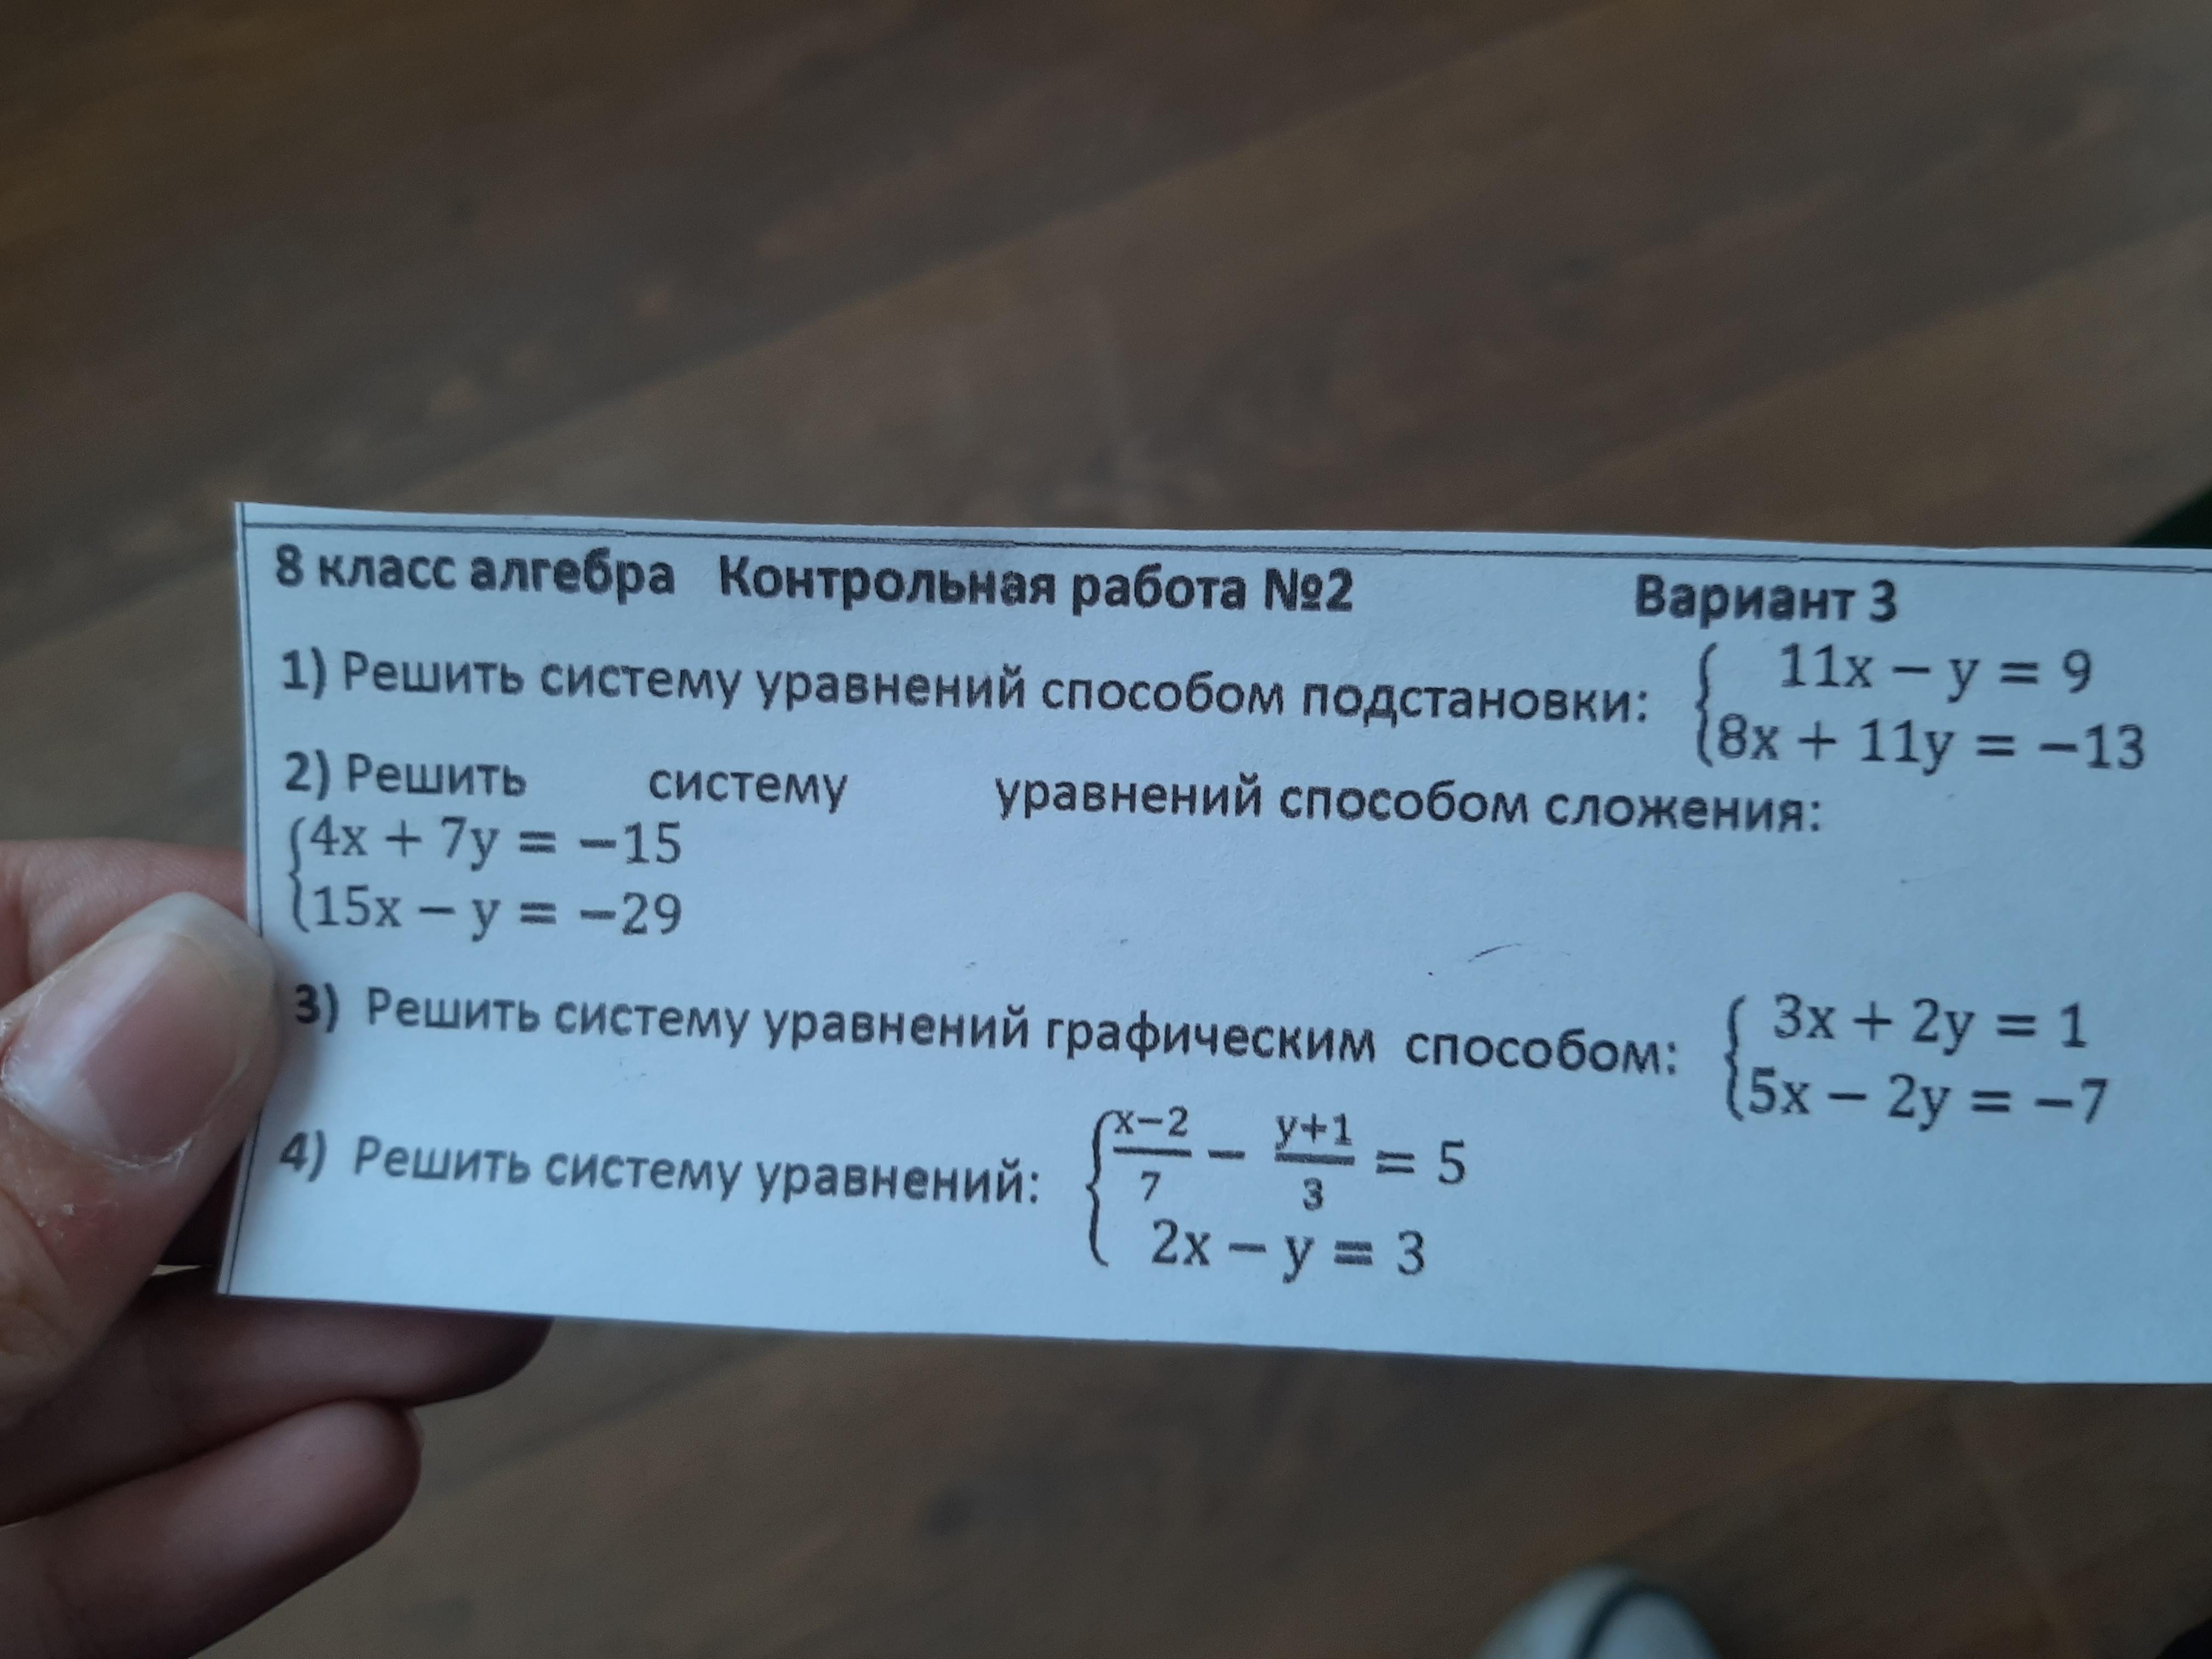 8 класс алгебра Контрольная работа №2 Вариант 3
1) Решить систему уравнений способом подстановки: { 11x − y = 9
8x + 11y = −13
2) Решить систему уравнений способом сложения:
{ 4x + 7y = −15
15x − y = −29
3) Решить систему уравнений графическим способом: { 3x + 2y = 1
5x − 2y = −7
4) Решить систему уравнений: { (x−2)/7 − (y+1)/3 = 5
2x − y = 3